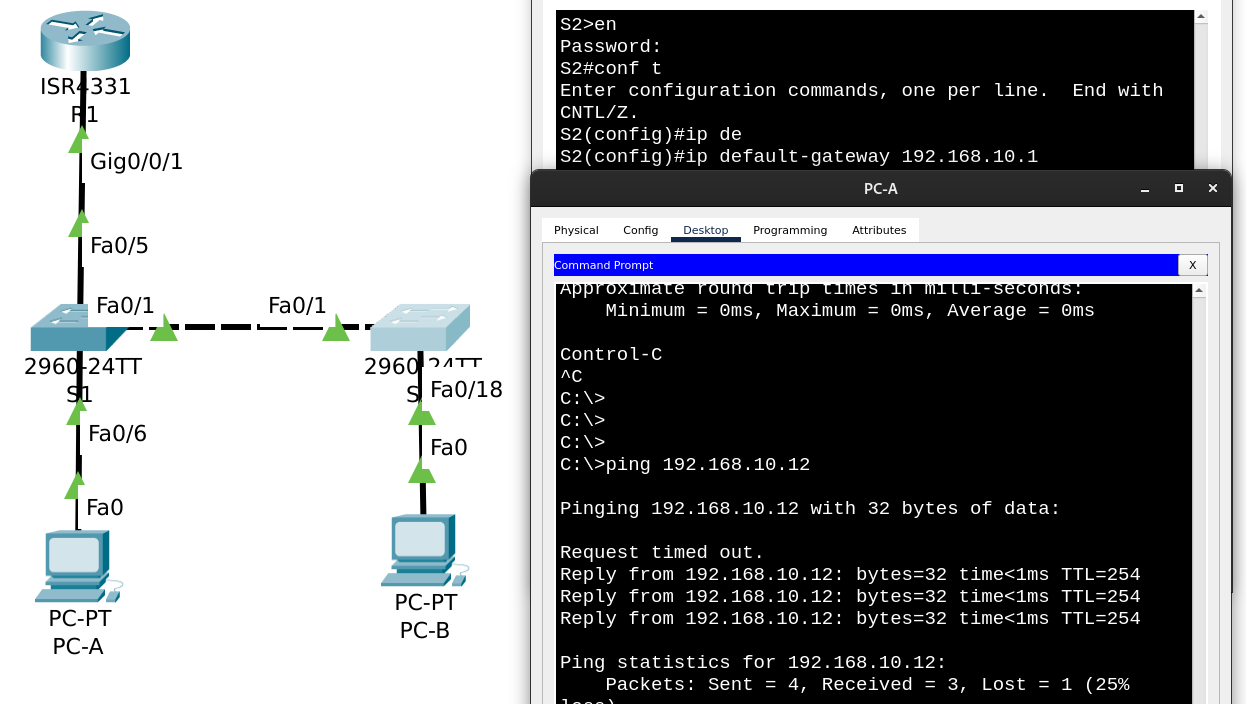 ISR4331
R1
Gig0/0/1
Fa0/5
Fa0/1
Fa0/1
2960-24TT
S1
2960-24TT
S
Fa0/18
Fa0/6
Fa0
Fa0
PC-PT
PC-A
PC-PT
PC-B
S2>en
Password:
S2#conf t
Enter configuration commands, one per line.  End with
CNTL/Z.
S2(config)#ip de
S2(config)#ip default-gateway 192.168.10.1
PC-A
Physical Config Desktop Programming Attributes
Command Prompt X
Approximate round trip times in milli-seconds:
    Minimum = 0ms, Maximum = 0ms, Average = 0ms
Control-C
^C
C:\>
C:\>
C:\>
C:\>ping 192.168.10.12
Pinging 192.168.10.12 with 32 bytes of data:
Request timed out.
Reply from 192.168.10.12: bytes=32 time<1ms TTL=254
Reply from 192.168.10.12: bytes=32 time<1ms TTL=254
Reply from 192.168.10.12: bytes=32 time<1ms TTL=254
Ping statistics for 192.168.10.12:
    Packets: Sent = 4, Received = 3, Lost = 1 (25%